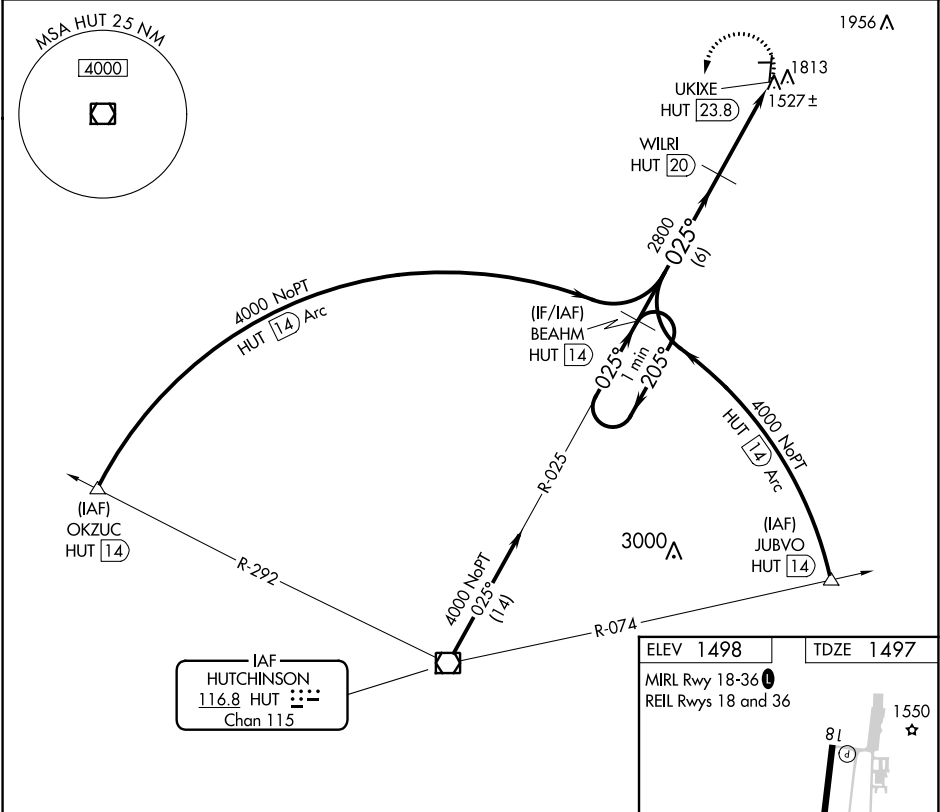 MSA HUT 25 NM
4000
1956
1813
UKIXE
HUT 23.8
1527±
WILRI
HUT 20
2800
025°
(6)
4000 NoPT
HUT 14 Arc
(IF/IAF)
BEAHM
HUT 14
025°
1 min
205°
4000 NoPT
HUT 14 Arc
R-025
(IAF)
OKZUC
HUT 14
R-292
3000
(IAF)
JUBVO
HUT 14
4000 NoPT
025°
(14)
R-074
IAF
HUTCHINSON
116.8 HUT
Chan 115
ELEV 1498
TDZE 1497
MIRL Rwy 18-36 L
REIL Rwys 18 and 36
1550
18
P